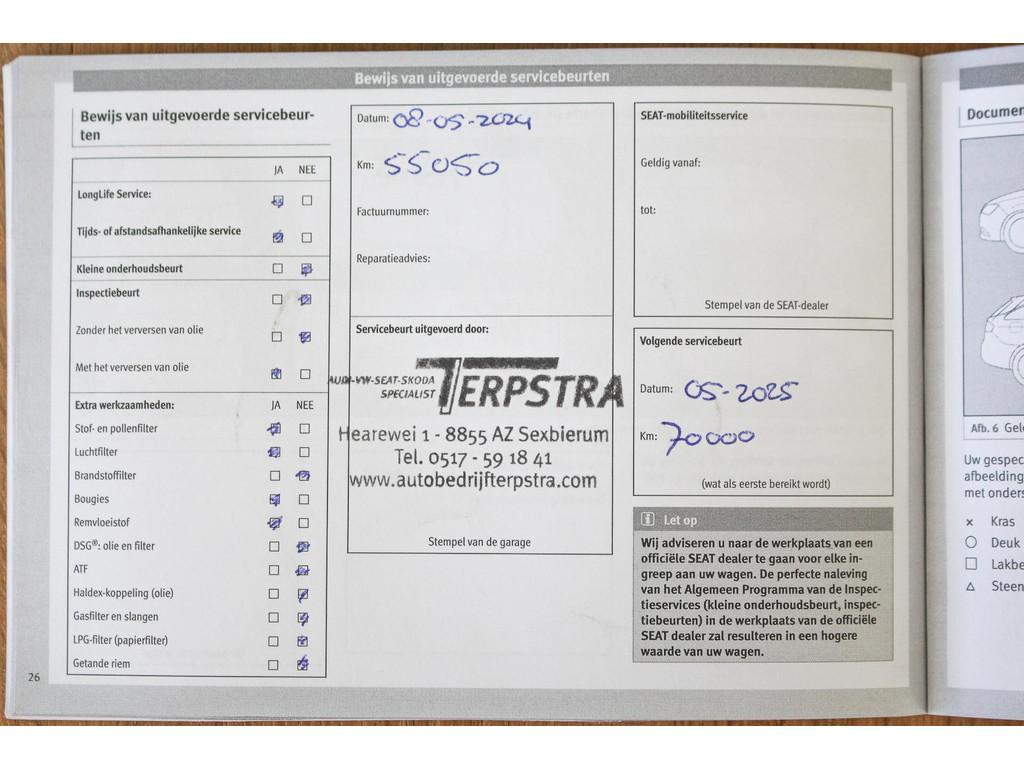 Bewijs van uitgevoerde servicebeurten
Bewijs van uitgevoerde servicebeur-
ten
JA NEE
LongLife Service:
Tijds- of afstandsafhankelijke service
Kleine onderhoudsbeurt
Inspectiebeurt
Zonder het verversen van olie
Met het verversen van olie
Extra werkzaamheden: JA NEE
Stof- en pollenfilter
Luchtfilter
Brandstoffilter
Bougies
Remvloeistof
DSG®: olie en filter
ATF
Haldex-koppeling (olie)
Gasfilter en slangen
LPG-filter (papierfilter)
Getande riem
26
Datum: 08-05-2024
Km: 55050
Factuurnummer:
Reparatieadvies:
Servicebeurt uitgevoerd door:
AUDI-VW-SEAT-SKODA
SPECIALIST
TERPSTRA
Hearewei 1 - 8855 AZ Sexbierum
Tel. 0517 - 59 18 41
www.autobedrijfterpstra.com
Stempel van de garage
SEAT-mobiliteitsservice
Geldig vanaf:
tot:
Stempel van de SEAT-dealer
Volgende servicebeurt
Datum: 05-2025
Km: 70000
(wat als eerste bereikt wordt)
i Let op
Wij adviseren u naar de werkplaats van een
officiële SEAT dealer te gaan voor elke in-
greep aan uw wagen. De perfecte naleving
van het Algemeen Programma van de Inspec-
tieservices (kleine onderhoudsbeurt, inspec-
tiebeurten) in de werkplaats van de officiële
SEAT dealer zal resulteren in een hogere
waarde van uw wagen.
Afb. 6
Uw
afbeelding
Kras
Deuk